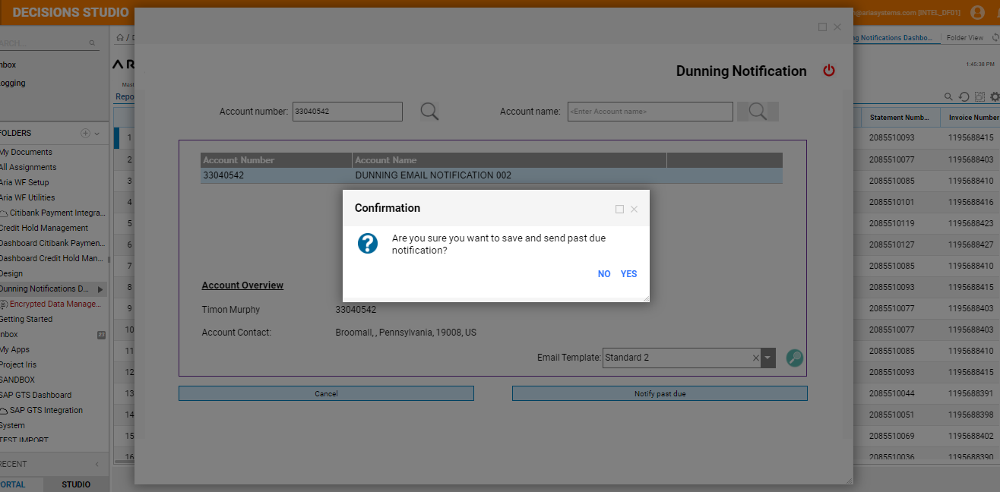 DECISIONS STUDIO
@ariasystems.com [INTEL_DF01]
nbox
ogging
Dunning Notification
ng Notifications Dashbo...
Folder View
1:45:38 PM
Mast
Repo
Account number:
33040542
Account name:
<Enter Account name>
Statement Numb...
Invoice Number
FOLDERS
My Documents
All Assignments
Aria WF Setup
Aria WF Utilities
Citibank Payment Integra...
Credit Hold Management
Dashboard Citibank Paymen...
Dashboard Credit Hold Man...
Design
Dunning Notifications D...
Encrypted Data Manage...
Getting Started
nbox
23
My Apps
Project Iris
SANDBOX
SAP GTS Dashboard
SAP GTS Integration
System
TEST IMPORT
RECENT
PORTAL
STUDIO
1
2
3
4
5
6
7
8
9
10
11
12
13
14
15
16
Account Number
Account Name
33040542
DUNNING EMAIL NOTIFICATION 002
Confirmation
Are you sure you want to save and send past due
notification?
NO
YES
Account Overview
Timon Murphy
33040542
Account Contact:
Broomall, , Pennsylvania, 19008, US
Email Template:
Standard 2
Cancel
Notify past due
2085510093 1195688415
2085510077 1195688403
2085510085 1195688410
2085510101 1195688416
2085510119 1195688423
2085510127 1195688427
2085510085 1195688410
2085510093 1195688415
2085510077 1195688403
2085510077 1195688403
2085510085 1195688410
2085510093 1195688415
2085510044 1195688391
2085510051 1195688398
2085510069 1195688402
2085510036 1195688390